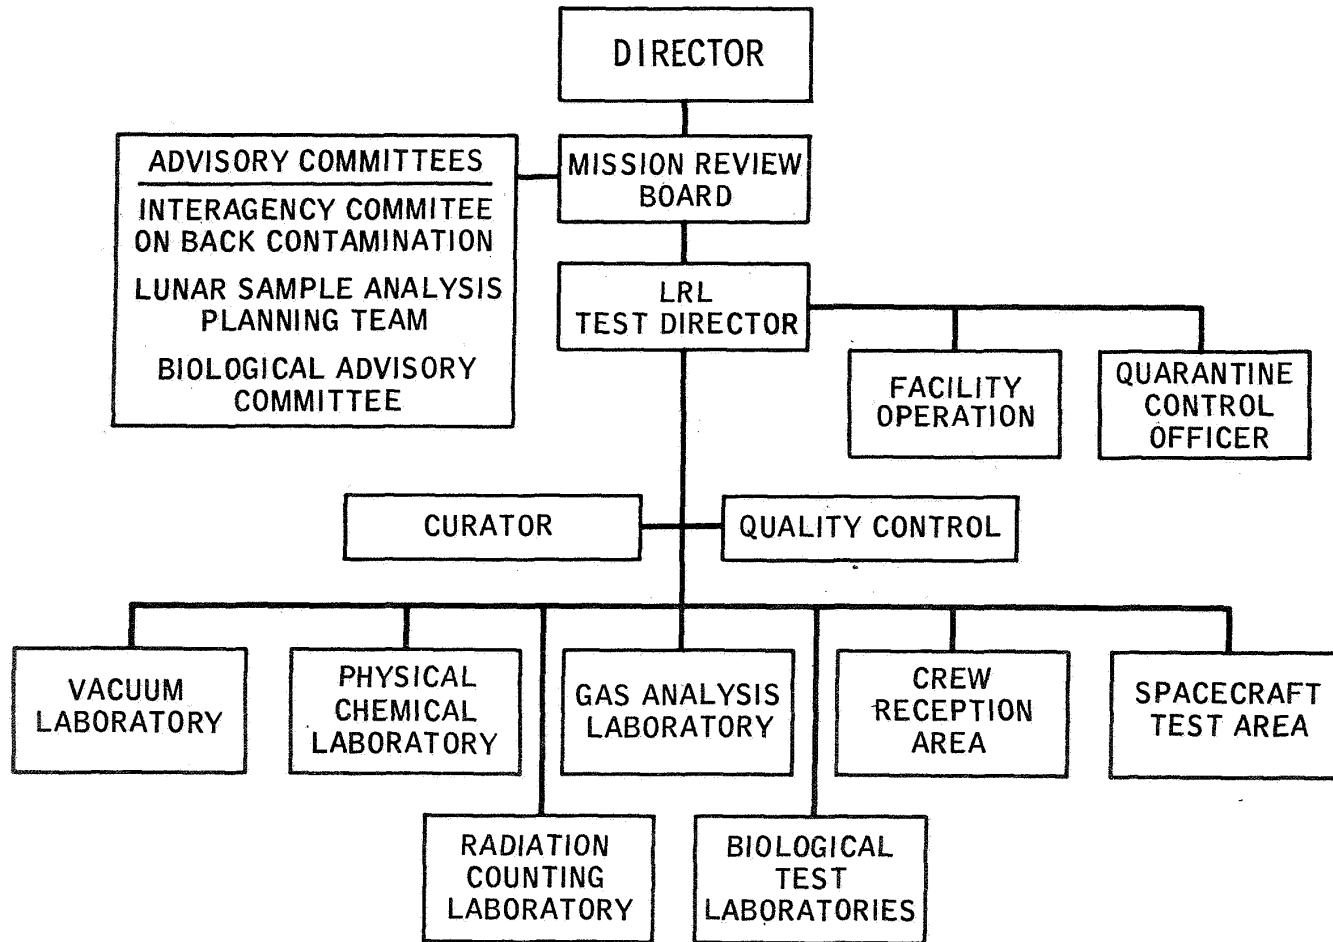 DIRECTOR
ADVISORY COMMITTEES
INTERAGENCY COMMITEE
ON BACK CONTAMINATION
LUNAR SAMPLE ANALYSIS
PLANNING TEAM
BIOLOGICAL ADVISORY
COMMITTEE
MISSION REVIEW
BOARD
LRL
TEST DIRECTOR
FACILITY
OPERATION
QUARANTINE
CONTROL
OFFICER
CURATOR
QUALITY CONTROL
VACUUM
LABORATORY
PHYSICAL
CHEMICAL
LABORATORY
GAS ANALYSIS
LABORATORY
CREW
RECEPTION
AREA
SPACECRAFT
TEST AREA
RADIATION
COUNTING
LABORATORY
BIOLOGICAL
TEST
LABORATORIES